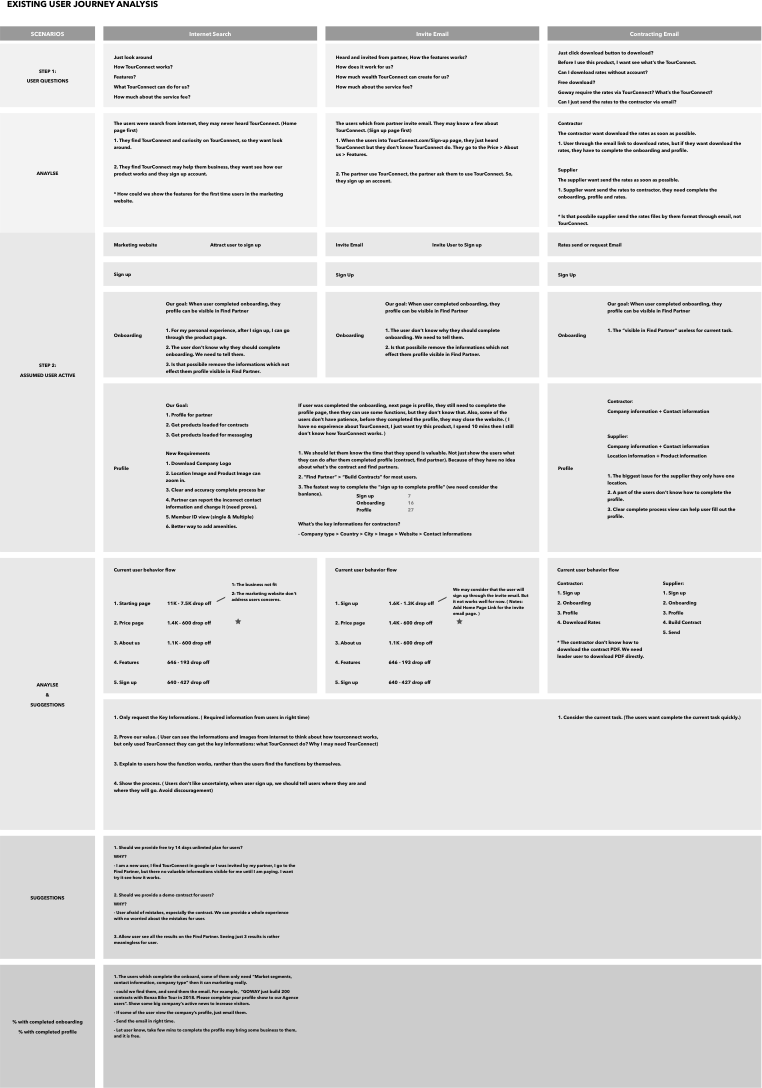 EXISTING USER JOURNEY ANALYSIS
SCENARIOS
Internet Search
Invite Email
Contracting Email
STEP 1:
USER QUESTIONS
Just look around
How TourConnect works?
Features?
What TourConnect can do for us?
How much about the service fee?
Heard and invited from partner, How the features works?
How does it work for us?
How much wealth TourConnect can create for us?
How much about the service fee?
Just click download button to download?
Before I use this product, I want see what's the TourConnect.
Can I download rates without account?
Free download?
Goway require the rates via TourConnect? What's the TourConnect?
Can I just send the rates to the contractor via email?
ANAYLSE
The users were search from internet, they may never heard TourConnect. (Home
page first)
1. They find TourConnect and curiosity on TourConnect, so they want look
around.
2. They find TourConnect may help them business, they want see how our
product works and they sign up account.
* How could we show the features for the first time users in the marketing
website.
The users which from partner invite email. They may know a few about
TourConnect. (Sign up page first)
1. When the users into TourConnect.com/Sign-up page, they just heard
TourConnect but they don't know TourConnect do. They go to the Price > About
us > Features.
2. The partner use TourConnect, the partner ask them to use TourConnect. So,
they sign up an account.
Contractor
The contractor want download the rates as soon as possible.
1. User through the email link to download rates, but if they want download the
rates, they have to complete the onboarding and profile.
Supplier
The supplier want send the rates as soon as possible.
1. Supplier want send the rates to contractor, they need complete the
onboarding, profile and rates.
* Is that possbile supplier send the rates files by them format through email, not
TourConnect.
STEP 2:
ASSUMED USER ACTIVE
Marketing website
Attract user to sign up
Invite Email
Invite User to Sign up
Rates send or request Email
Sign up
Sign Up
Sign Up
Onboarding
Our goal: When user completed onboarding, they
profile can be visible in Find Partner
1. For my personal experience, after I sign up, I can go
through the product page.
2. The user don't know why they should complete
onboarding. We need to tell them.
3. Is that possibile remove the informations which not
effect them profile visible in Find Partner.
Onboarding
Our goal: When user completed onboarding, they
profile can be visible in Find Partner
1. The user don't know why they should complete
onboarding. We need to tell them.
2. Is that possibile remove the informations which not
effect them profile visible in Find Partner.
Onboarding
Our goal: When user completed onboarding, they
profile can be visible in Find Partner
1. The "visible in Find Partner" useless for current task.
Profile
Our Goal:
1. Profile for partner
2. Get products loaded for contracts
3. Get products loaded for messaging
New Requirements
1. Download Company Logo
2. Location Image and Product Image can
zoom in.
3. Clear and accuracy complete process bar
4. Partner can report the incorrect contact
information and change it (need prove).
5. Member ID view (single & Multiple)
6. Better way to add amenities.
If user was completed the onboarding, next page is profile, they still need to complete the
profile page, then they can use some functions, but they don't know that. Also, some of the
users don't have patience, before they completed the profile, they may close the website. ( I
have no expenience about TourConnect, I just want try this product, I spend 10 mins then I still
don't know how TourConnect works. )
1. We should let them know the time that they spend is valuable. Not just show the users what
they can do after them completed profile (contract, find partner). Because of they have no idea
about what's the contract and find partners.
2. "Find Partner" > "Build Contracts" for most users.
3. The fastest way to complete the "sign up to complete profile" (we need consider the
banlance).
Sign up 7
Onboarding 16
Profile 27
What's the key informations for contractors?
- Company type > Country > City > Image > Website > Contact informations
Profile
Contractor:
Company information + Contact information
Supplier:
Company information + Contact information
Location information + Product information
1. The biggest issue for the supplier they only have one
location.
2. A part of the users don't know how to complete the
profile.
3. Clear complete process view can help user fill out the
profile.
ANAYLSE
&
SUGGESTIONS
Current user behavior flow
1. Starting page 11K - 7.5K drop off
1: The business not fit
2: The marketing website don't
address users concerns.
2. Price page 1.4K - 600 drop off
3. About us 1.1K - 600 drop off
4. Features 646 - 193 drop off
5. Sign up 640 - 427 drop off
Current user behavior flow
1. Sign up 1.6K - 1.3K drop off
We may consider that the user will
sign up through the invite email. But
it not works well for now. ( Notes:
Add Home Page Link for the invite
email page. )
2. Price page 1.4K - 600 drop off
3. About us 1.1K - 600 drop off
4. Features 646 - 193 drop off
5. Sign up 640 - 427 drop off
Current user behavior flow
Contractor:
1. Sign up
2. Onboarding
3. Profile
4. Download Rates
* The contractor don't know how to
download the contract PDF. We need
leader user to download PDF directly.
Supplier:
1. Sign up
2. Onboarding
3. Profile
4. Build Contract
5. Send
1. Only request the Key Informations. ( Required information from users in right time)
2. Prove our value. ( User can see the informations and images from internet to think about how tourconnect works,
but only used TourConnect they can get the key informations: what TourConnect do? Why I may need TourConnect)
3. Explain to users how the function works, ranther than the users find the functions by themselves.
4. Show the process. ( Users don't like uncertainty, when user sign up, we should tell users where they are and
where they will go. Avoid discouragement)
1. Consider the current task. (The users want complete the current task quickly.)
SUGGESTIONS
1. Should we provide free try 14 days unlimited plan for users?
WHY?
- I am a new user, I find TourConnect in google or I was invited by my partner, I go to the
Find Partner, but there no valuable informations visible for me until I am paying. I want
try it see how it works.
2. Should we provide a demo contract for users?
WHY?
- User afraid of mistakes, especially the contract. We can provide a whole experience
with no worried about the mistakes for user.
3. Allow user see all the results on the Find Partner. Seeing just 3 results is rather
meaningless for user.
% with completed onboarding
% with completed profile
1. The users which complete the onboard, some of them only need "Market segments,
contact information, company type" then it can marketing really.
- could we find them, and send them the email. For example, "GOWAY just build 200
contracts with Bonza Bike Tour in 2018. Please complete your profile show to our Agence
users". Show some big company's active news to increase visitors.
- If some of the user view the company's profile, just email them.
- Send the email in right time.
- Let user know, take few mins to complete the profile may bring some business to them,
and it is free.